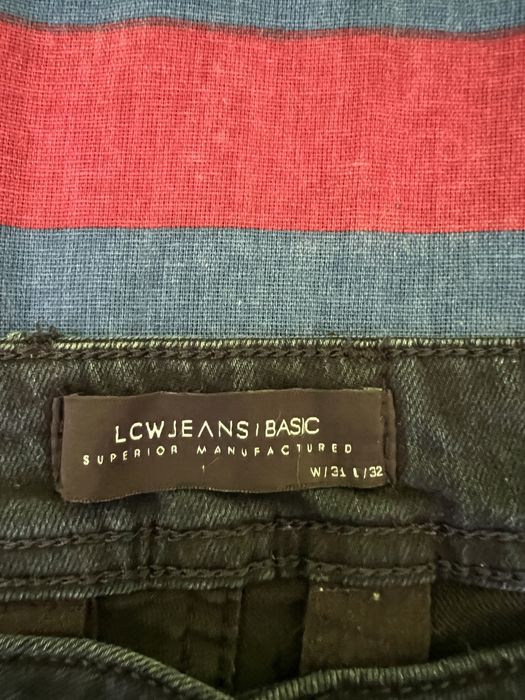 LCWJEANS/BASIC
SUPERIOR MANUFACTURED
W/31 L/32